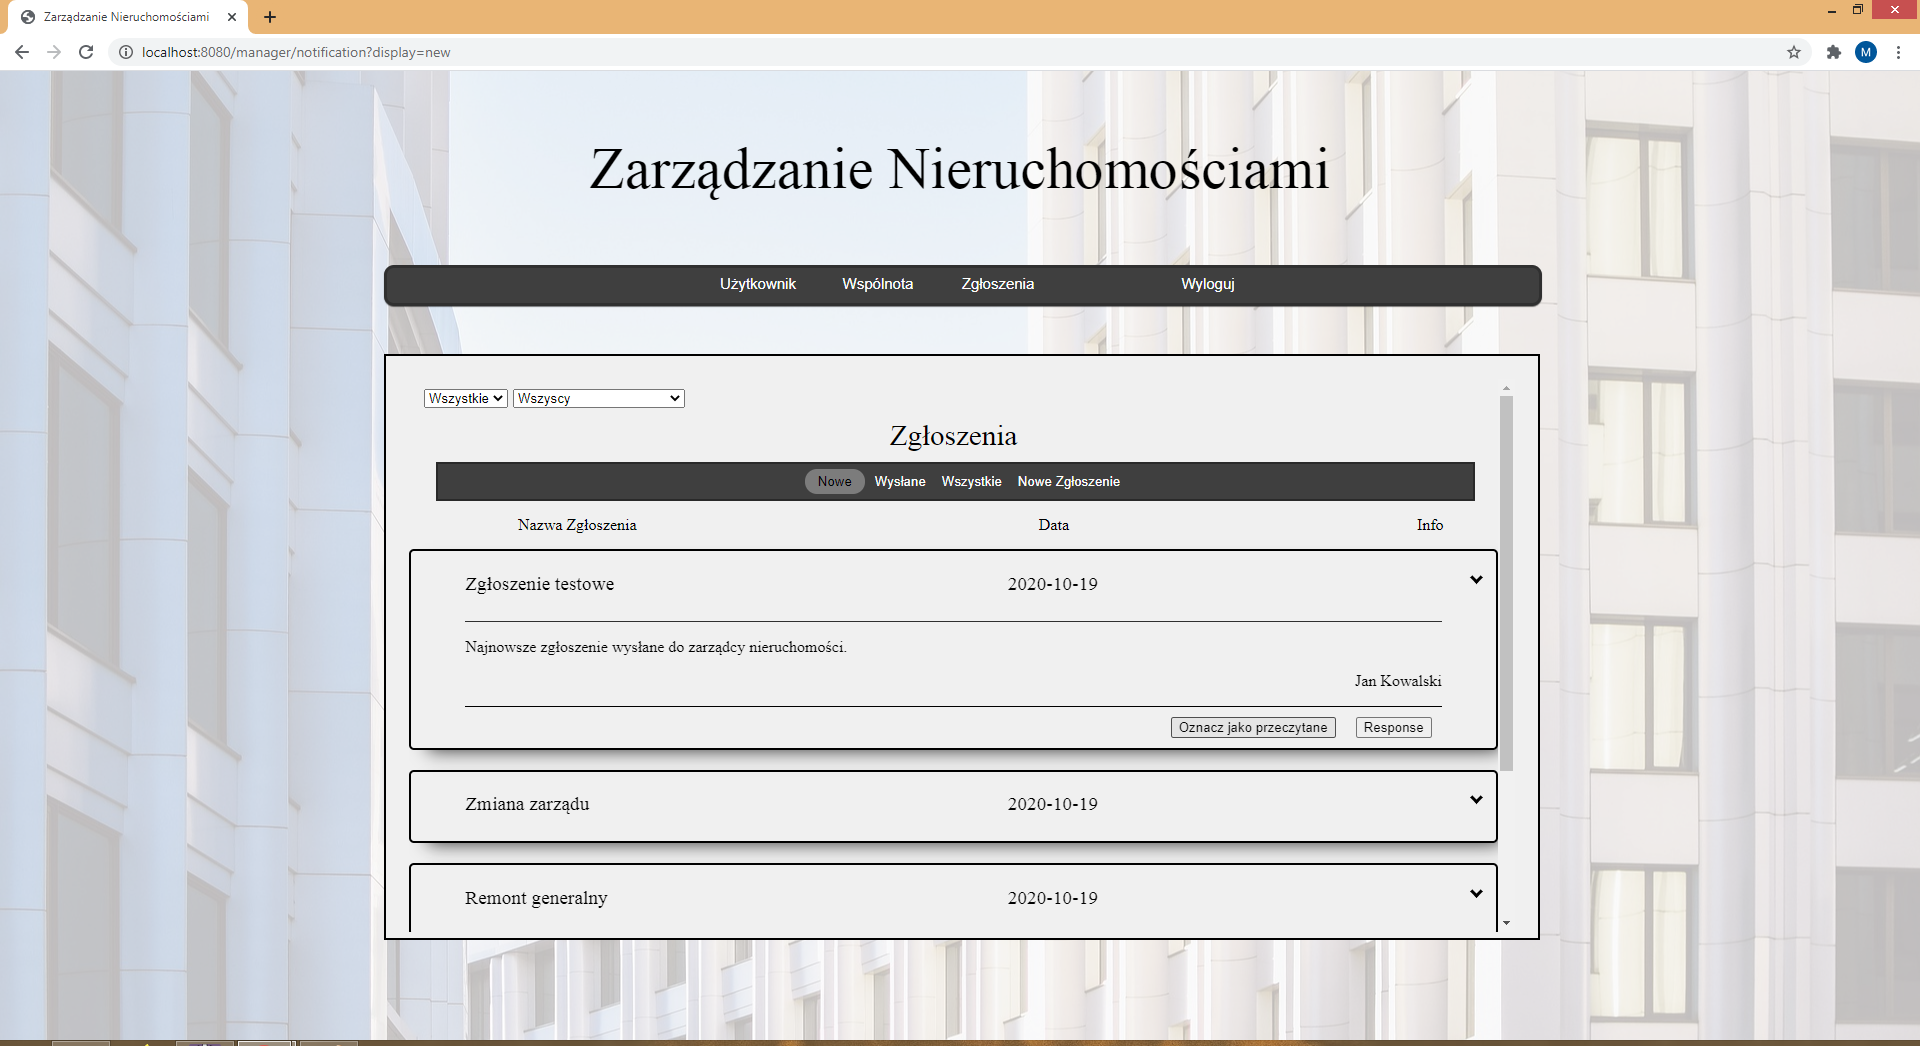 Zarządzanie Nieruchomościami
localhost:8080/manager/notification?display=new
M
Zarządzanie Nieruchomościami
Użytkownik Wspólnota Zgłoszenia Wyloguj
Wszystkie Wszyscy
Zgłoszenia
Nowe Wysłane Wszystkie Nowe Zgłoszenie
Nazwa Zgłoszenia Data Info
Zgłoszenie testowe 2020-10-19
Najnowsze zgłoszenie wysłane do zarządcy nieruchomości.
Jan Kowalski
Oznacz jako przeczytane Response
Zmiana zarządu 2020-10-19
Remont generalny 2020-10-19